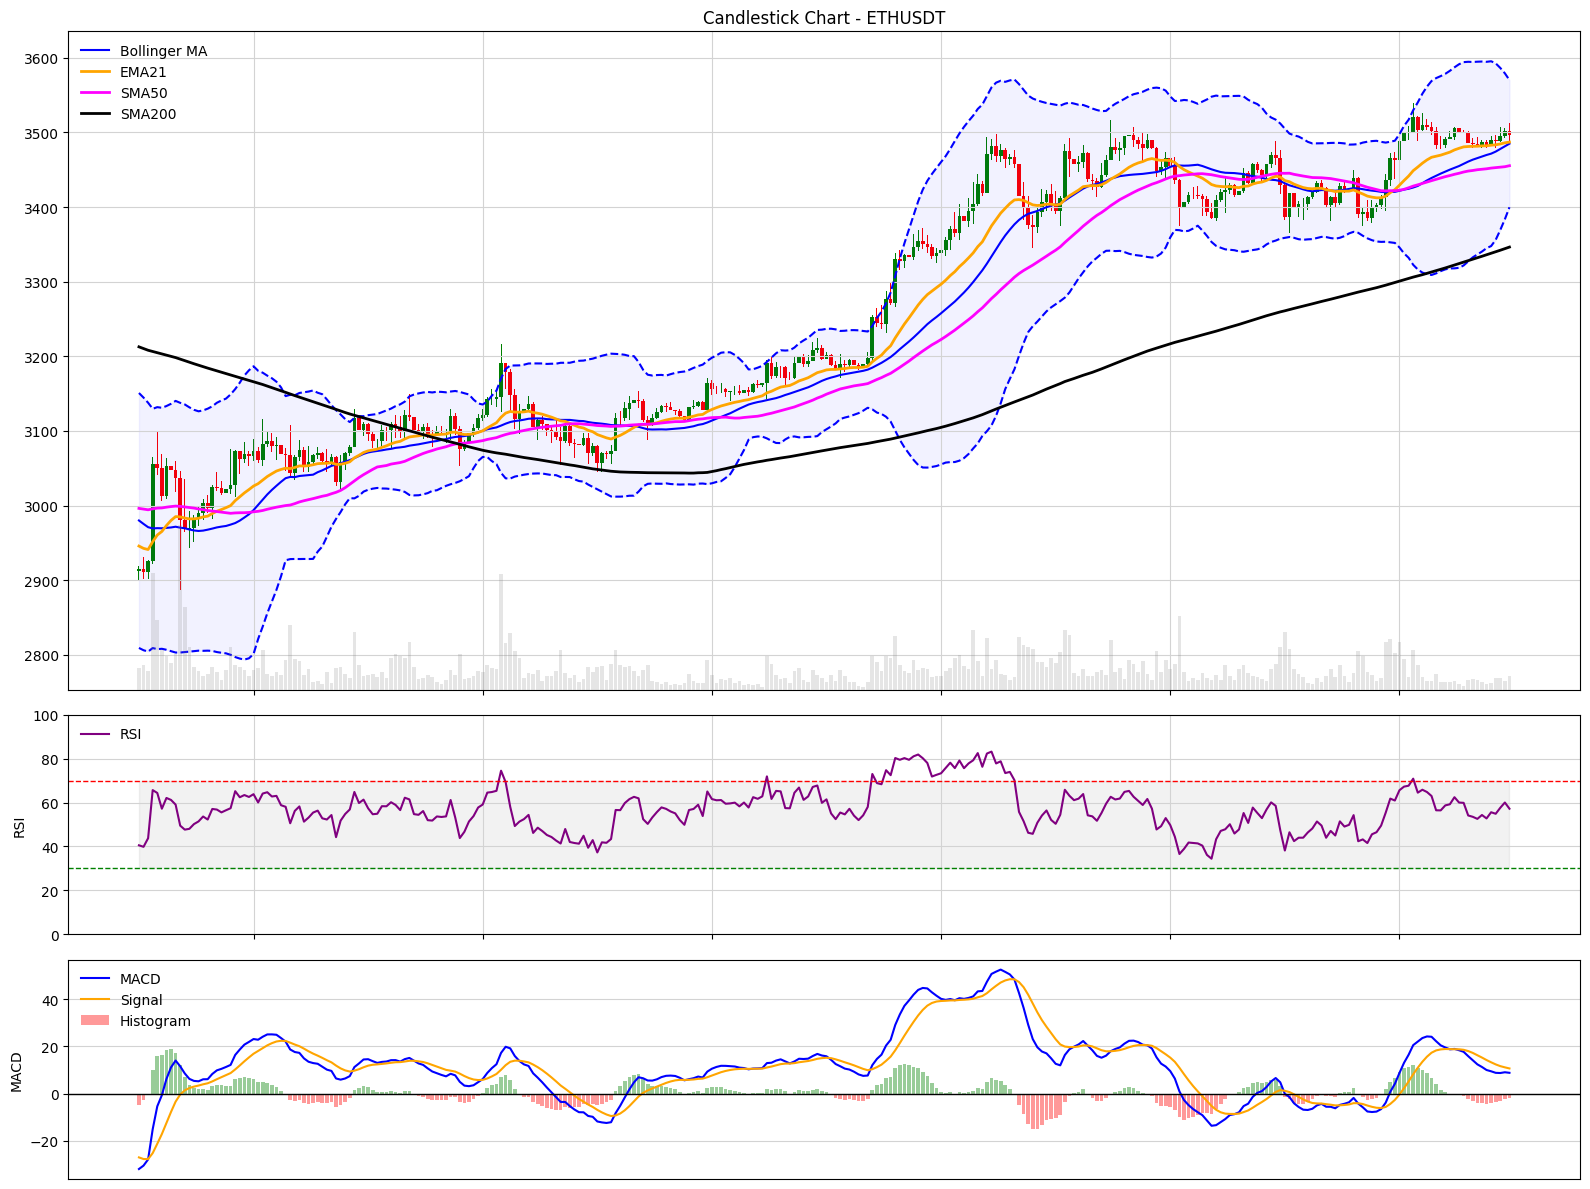 Candlestick Chart - ETHUSDT
Bollinger MA
EMA21
SMA50
SMA200
3600
3500
3400
3300
3200
3100
3000
2900
2800
RSI
100
80
60
40
20
0
RSI
MACD
Signal
Histogram
40
20
0
−20
MACD